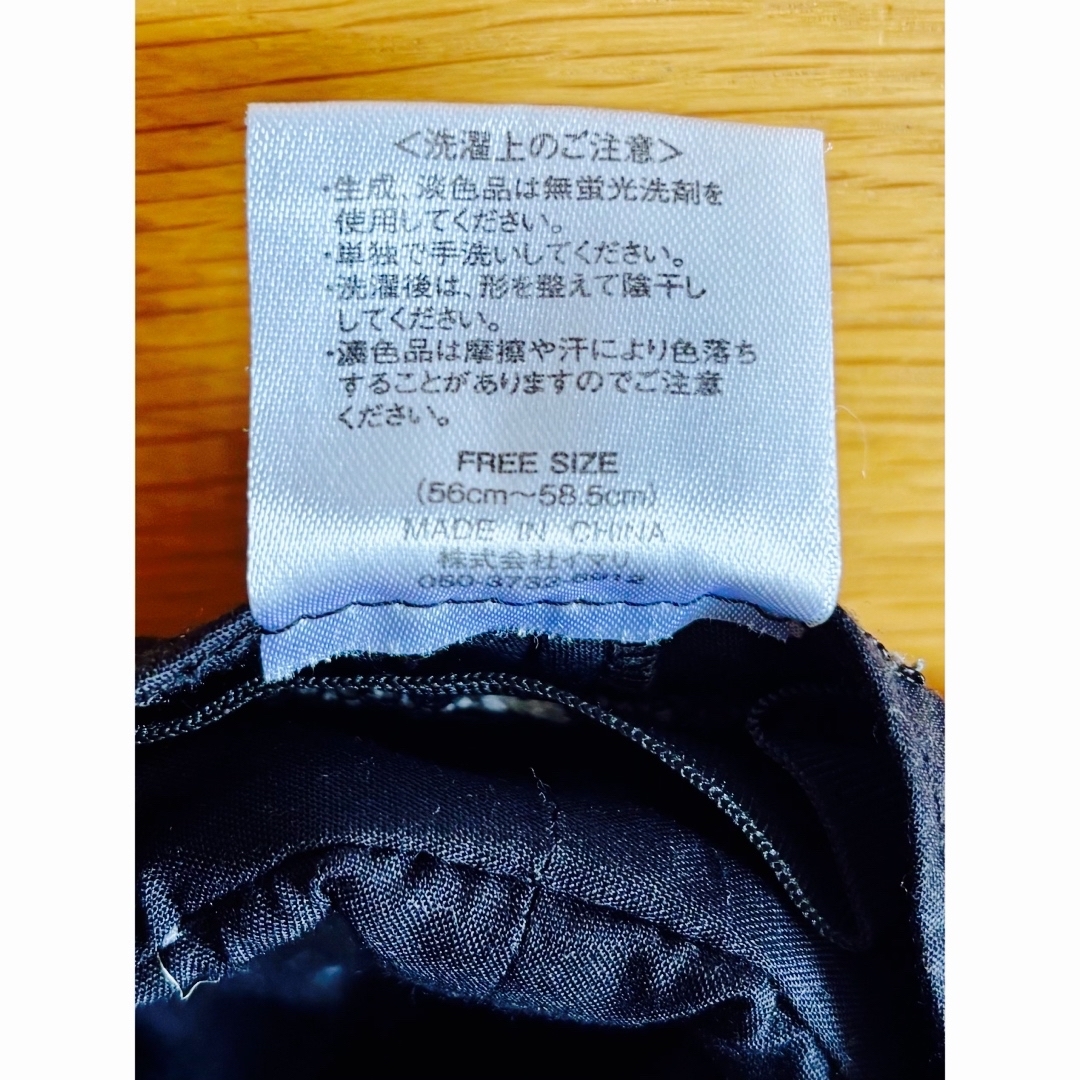 <洗濯上のご注意>
・生成、淡色品は無蛍光洗剤を
使用してください。
・単独で手洗いしてください。
・洗濯後は、形を整えて陰干し
してください。
・濃色品は摩擦や汗により色落ち
することがありますのでご注意
ください。
FREE SIZE
(56cm～58.5cm)
MADE IN CHINA
株式会社イマリ